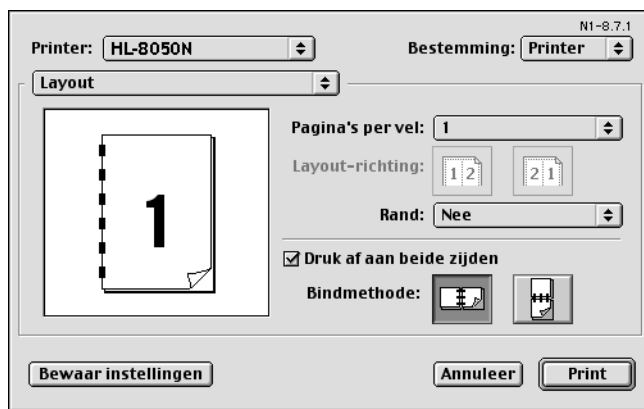 N1-8.7.1
Printer: HL-8050N Bestemming: Printer
Layout
Pagina's per vel: 1
Layout-richting: 1 2 2 1
Rand: Nee
1
Druk af aan beide zijden
Bindmethode:
Bewaar instellingen Annuleer Print